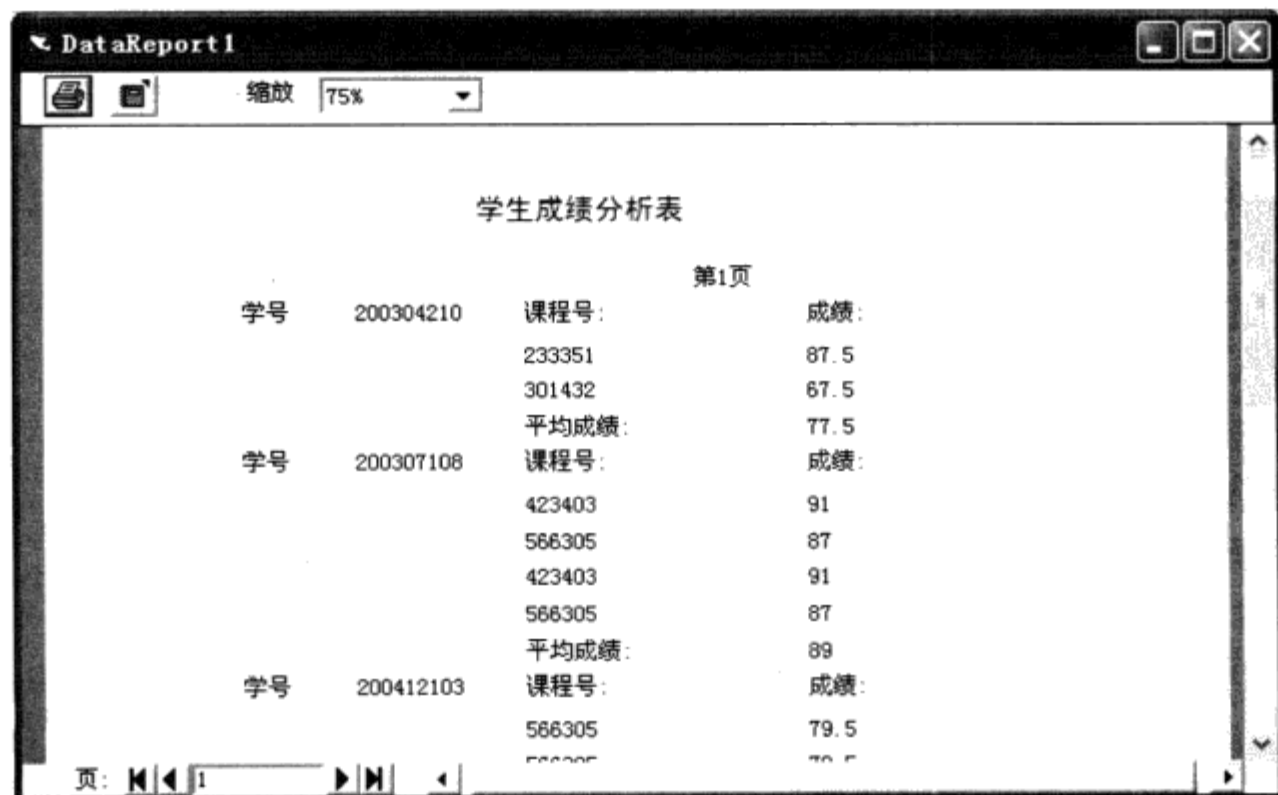 DataReport1
缩放 75%
学生成绩分析表
第1页
学号 200304210 课程号: 成绩:
233351 87.5
301432 67.5
平均成绩: 77.5
学号 200307108 课程号: 成绩:
423403 91
566305 87
423403 91
566305 87
平均成绩: 89
学号 200412103 课程号: 成绩:
566305 79.5
页: 1